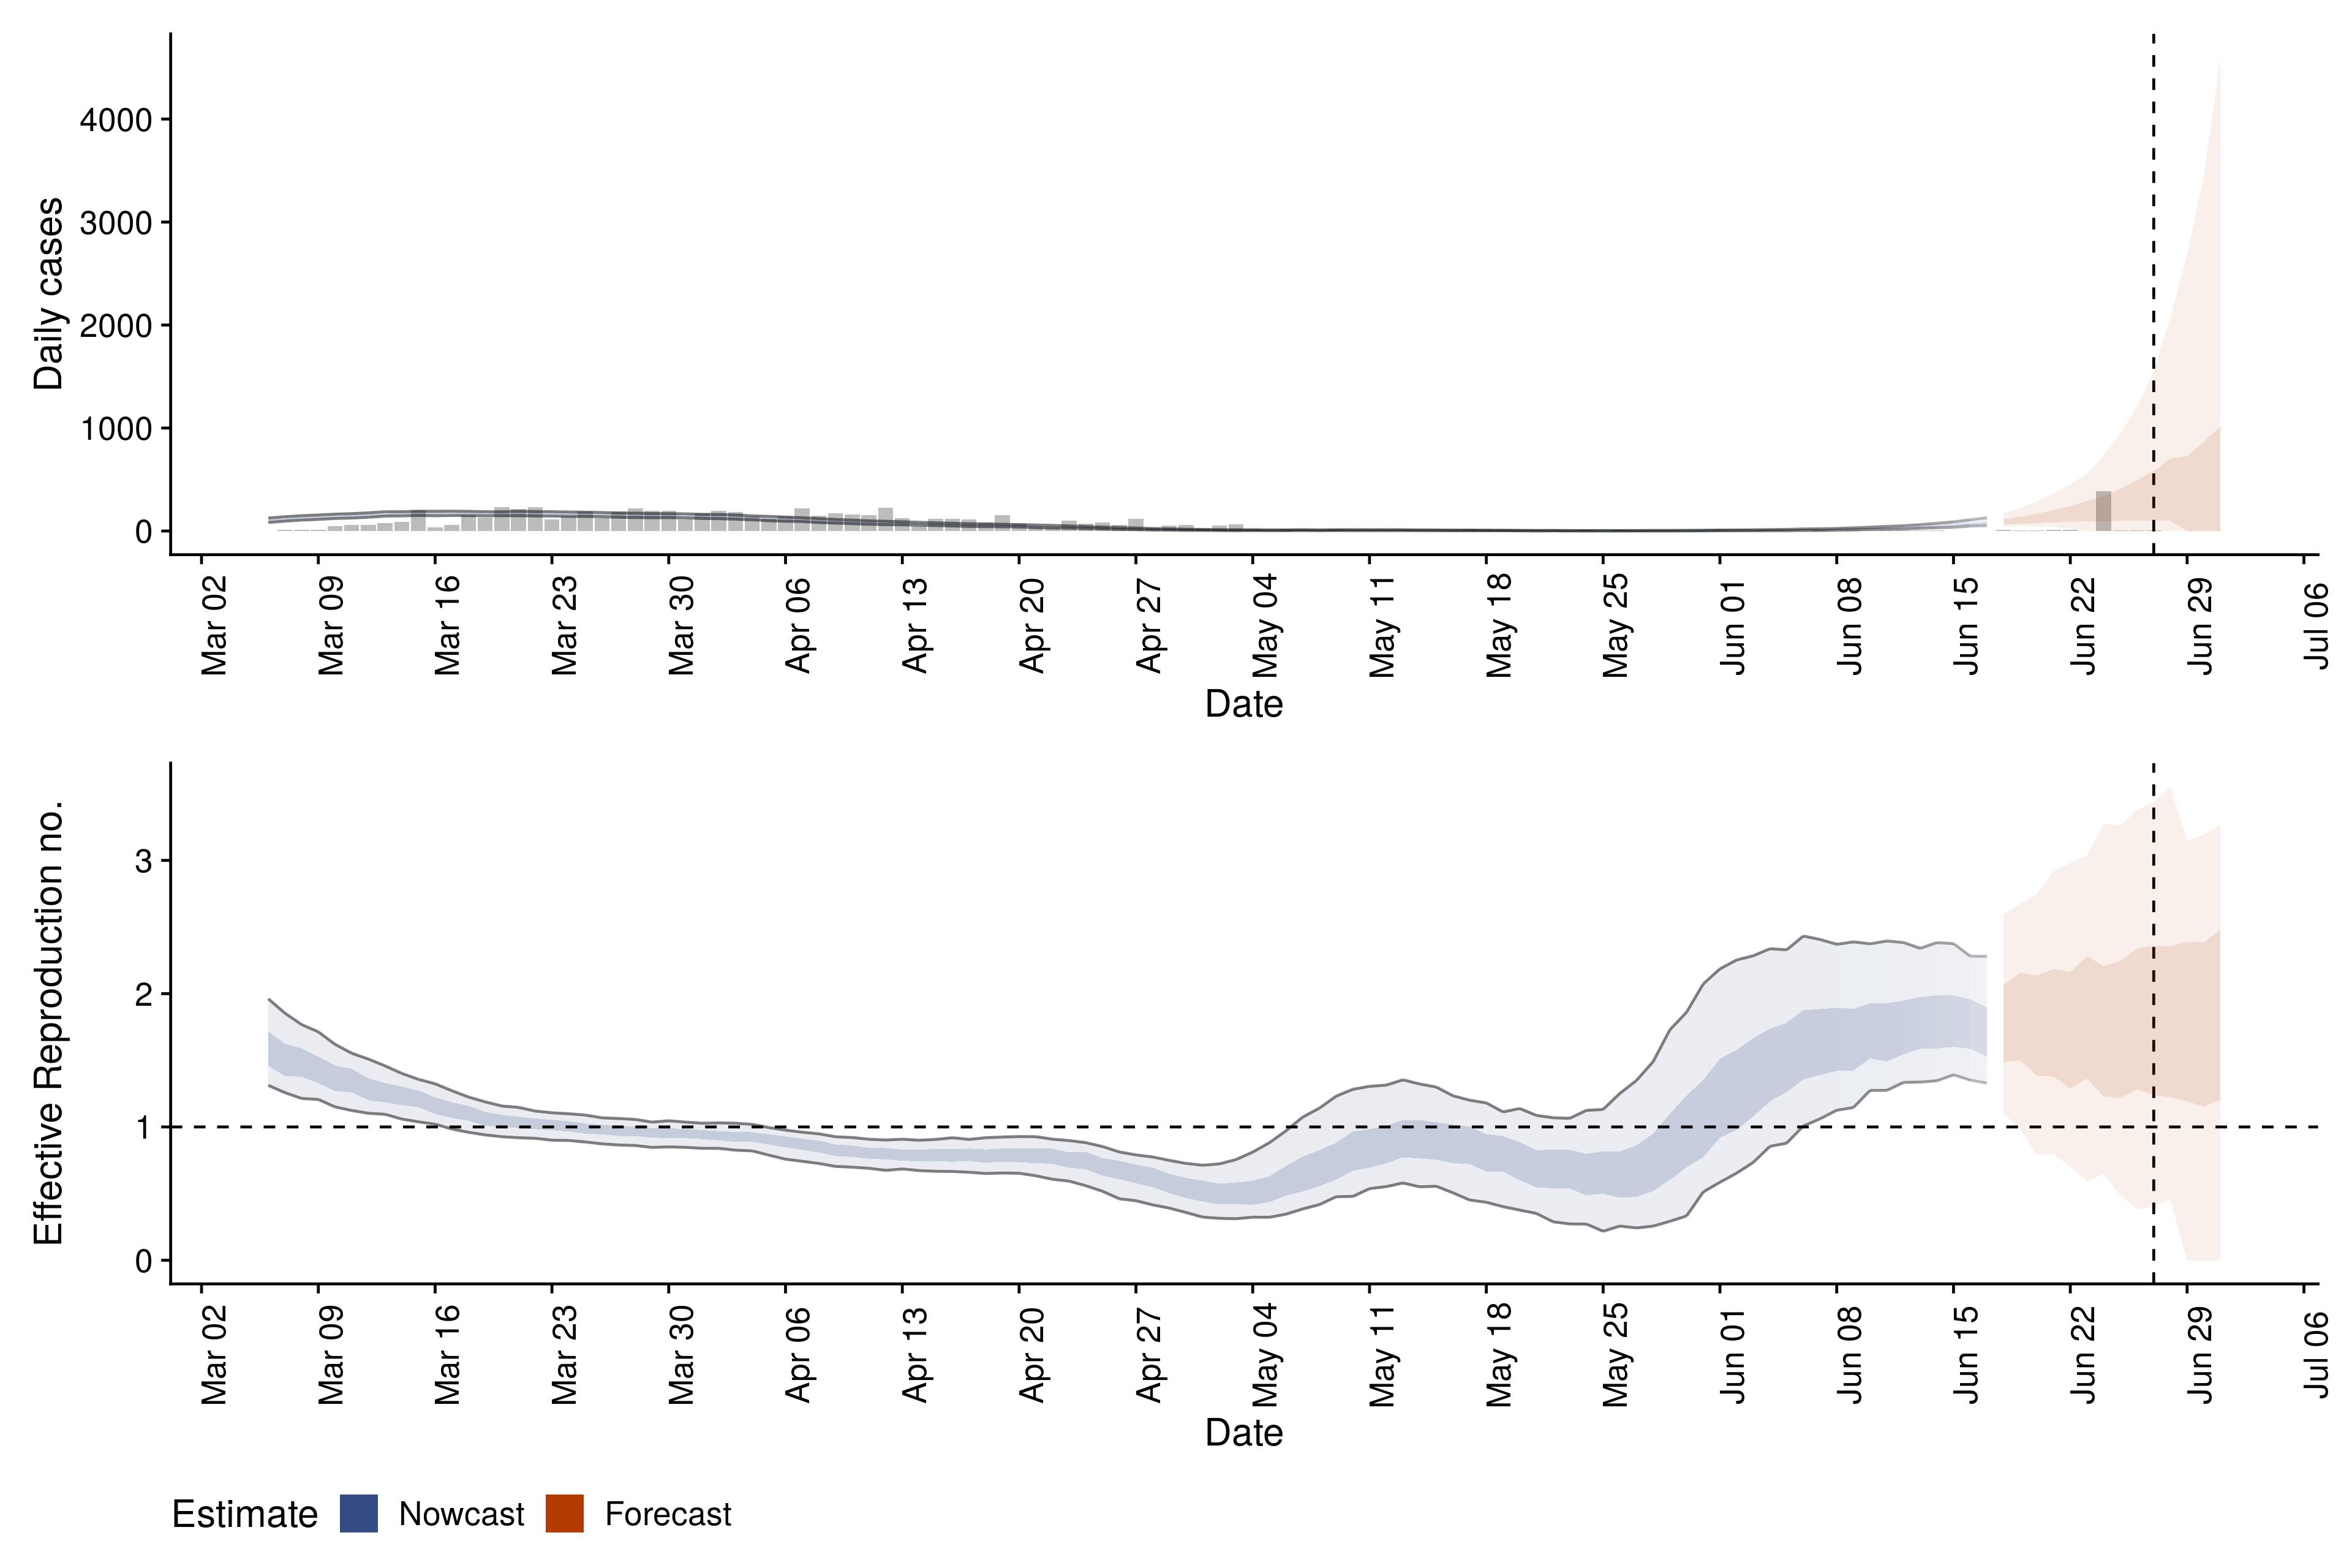 Daily cases
4000
3000
2000
1000
0
Mar 02
Mar 09
Mar 16
Mar 23
Mar 30
Apr 06
Apr 13
Apr 20
Apr 27
May 04
May 11
May 18
May 25
Jun 01
Jun 08
Jun 15
Jun 22
Jun 29
Jul 06
Date
Effective Reproduction no.
3
2
1
0
Mar 02
Mar 09
Mar 16
Mar 23
Mar 30
Apr 06
Apr 13
Apr 20
Apr 27
May 04
May 11
May 18
May 25
Jun 01
Jun 08
Jun 15
Jun 22
Jun 29
Jul 06
Date
Estimate Nowcast Forecast